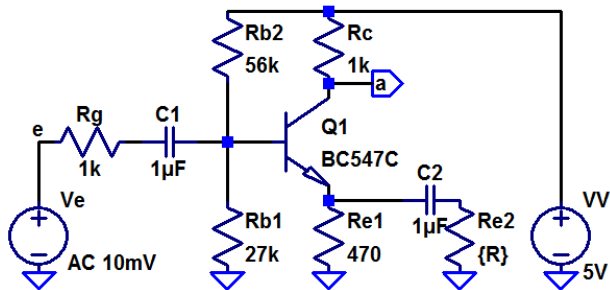 Rb2
56k
Rc
1k
a
Rg
1k
C1
1µF
e
Q1
BC547C
C2
1µF
Ve
AC 10mV
Rb1
27k
Re1
470
Re2
{R}
VV
5V